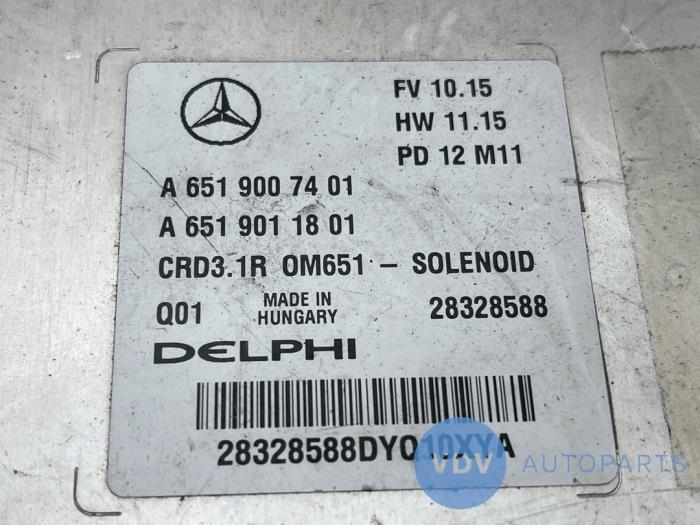 FV 10.15
HW 11.15
PD 12 M11
A 651 900 74 01
A 651 901 18 01
CRD3.1R OM651 – SOLENOID
Q01 MADE IN HUNGARY 28328588
DELPHI
28328588DYQ10XYA
VDV AUTOPARTS